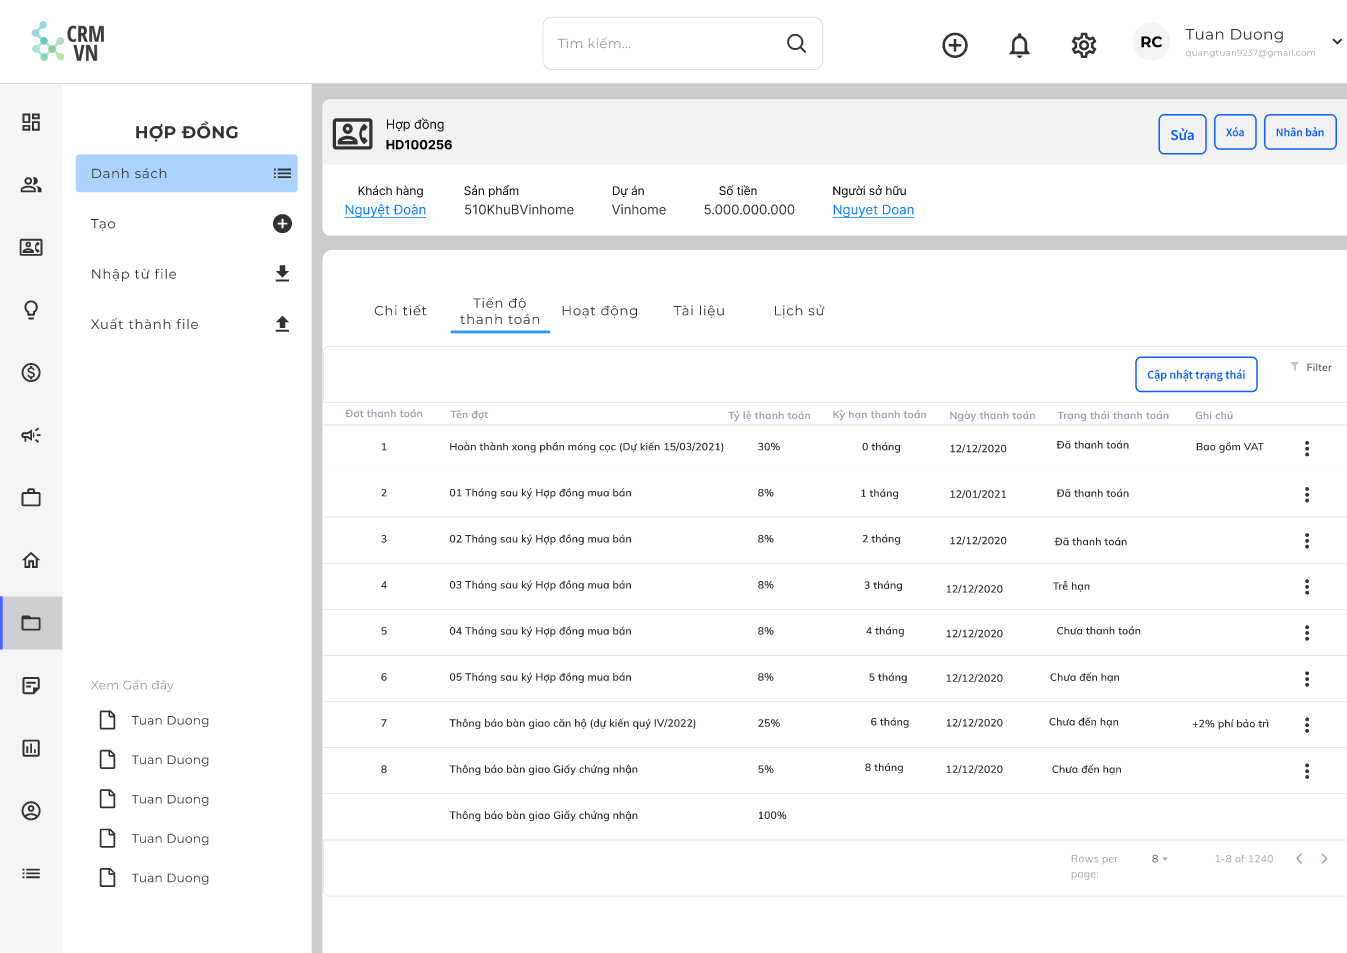 CRM
VN
Tìm kiếm...
RC
Tuan Duong
quangtuan9237@gmail.com
HỢP ĐỒNG
Danh sách
Tạo
Nhập từ file
Xuất thành file
Xem Gần đây
Tuan Duong
Tuan Duong
Tuan Duong
Tuan Duong
Tuan Duong
Hợp đồng
HD100256
Sửa
Xóa
Nhân bản
Khách hàng Sản phẩm Dự án Số tiền Người sở hữu
Nguyệt Đoàn 510KhuBVinhome Vinhome 5.000.000.000 Nguyet Doan
Chi tiết
Tiến độ
thanh toán
Hoạt động
Tài liệu
Lịch sử
Cập nhật trạng thái
Filter
Đơt thanh toán Tên đợt Tỷ lệ thanh toán Kỳ hạn thanh toán Ngày thanh toán Trạng thái thanh toán Ghi chú
1 Hoàn thành xong phần móng cọc (Dự kiến 15/03/2021) 30% 0 tháng 12/12/2020 Đã thanh toán Bao gồm VAT
2 01 Tháng sau ký Hợp đồng mua bán 8% 1 tháng 12/01/2021 Đã thanh toán
3 02 Tháng sau ký Hợp đồng mua bán 8% 2 tháng 12/12/2020 Đã thanh toán
4 03 Tháng sau ký Hợp đồng mua bán 8% 3 tháng 12/12/2020 Trễ hạn
5 04 Tháng sau ký Hợp đồng mua bán 8% 4 tháng 12/12/2020 Chưa thanh toán
6 05 Tháng sau ký Hợp đồng mua bán 8% 5 tháng 12/12/2020 Chưa đến hạn
7 Thông báo bàn giao căn hộ (dự kiến quý IV/2022) 25% 6 tháng 12/12/2020 Chưa đến hạn +2% phí bảo trì
8 Thông báo bàn giao Giấy chứng nhận 5% 8 tháng 12/12/2020 Chưa đến hạn
Thông báo bàn giao Giấy chứng nhận 100%
Rows per
page:
8
1-8 of 1240